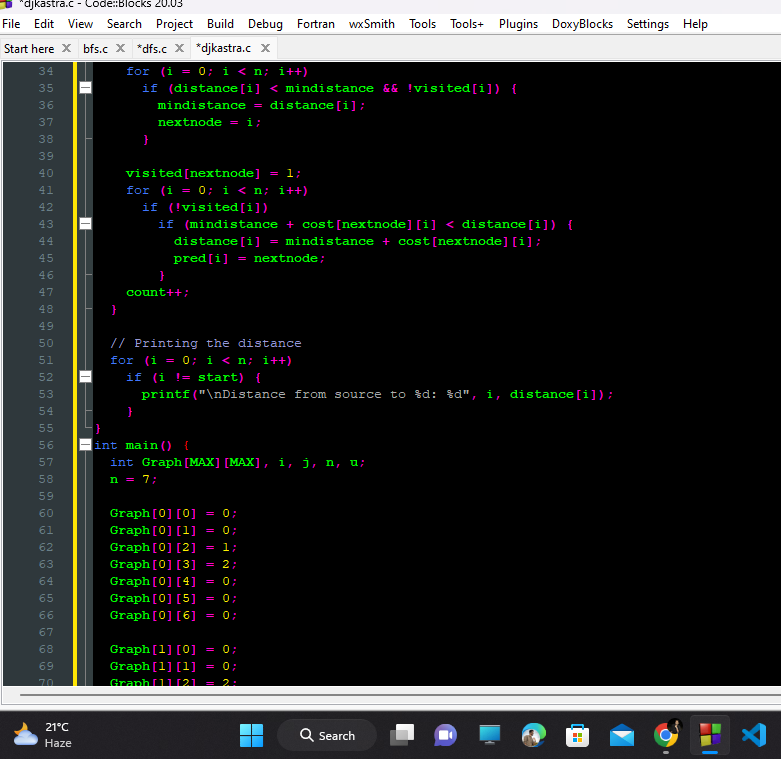 *djkastra.c - Code::Blocks 20.03
File Edit View Search Project Build Debug Fortran wxSmith Tools Tools+ Plugins DoxyBlocks Settings Help
Start here bfs.c *dfs.c *djkastra.c
34 for (i = 0; i < n; i++)
35 if (distance[i] < mindistance && !visited[i]) {
36 mindistance = distance[i];
37 nextnode = i;
38 }
39
40 visited[nextnode] = 1;
41 for (i = 0; i < n; i++)
42 if (!visited[i])
43 if (mindistance + cost[nextnode][i] < distance[i]) {
44 distance[i] = mindistance + cost[nextnode][i];
45 pred[i] = nextnode;
46 }
47 count++;
48 }
49
50 // Printing the distance
51 for (i = 0; i < n; i++)
52 if (i != start) {
53 printf("\nDistance from source to %d: %d", i, distance[i]);
54 }
55 }
56 int main() {
57 int Graph[MAX][MAX], i, j, n, u;
58 n = 7;
59
60 Graph[0][0] = 0;
61 Graph[0][1] = 0;
62 Graph[0][2] = 1;
63 Graph[0][3] = 2;
64 Graph[0][4] = 0;
65 Graph[0][5] = 0;
66 Graph[0][6] = 0;
67
68 Graph[1][0] = 0;
69 Graph[1][1] = 0;
70 Graph[1][2] = 2;
21°C
Haze
Search